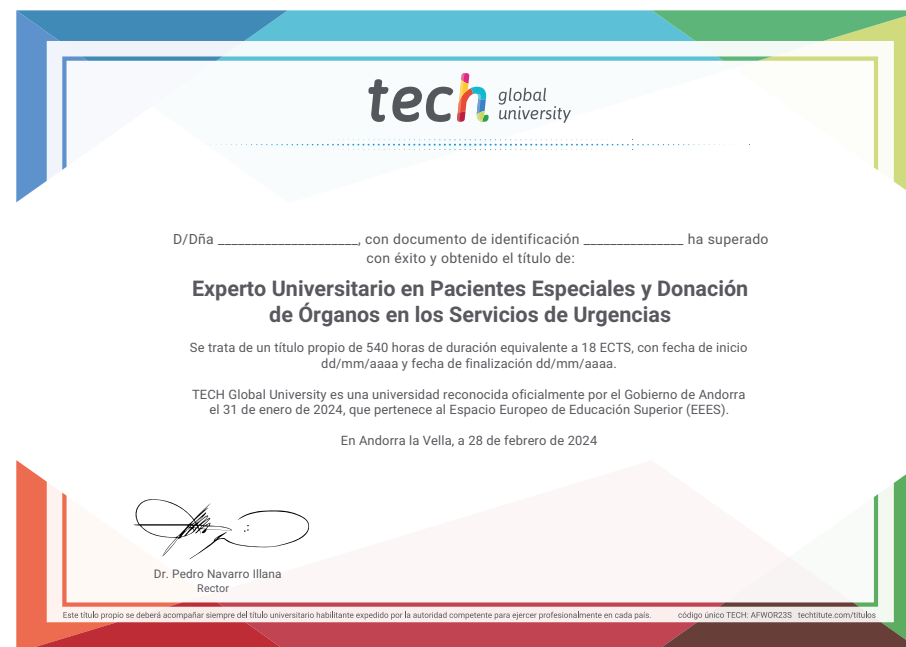 tech global university
D/Dña _____________________, con documento de identificación _______________ ha superado
con éxito y obtenido el título de:
Experto Universitario en Pacientes Especiales y Donación
de Órganos en los Servicios de Urgencias
Se trata de un título propio de 540 horas de duración equivalente a 18 ECTS, con fecha de inicio
dd/mm/aaaa y fecha de finalización dd/mm/aaaa.
TECH Global University es una universidad reconocida oficialmente por el Gobierno de Andorra
el 31 de enero de 2024, que pertenece al Espacio Europeo de Educación Superior (EEES).
En Andorra la Vella, a 28 de febrero de 2024
Dr. Pedro Navarro Illana
Rector
Este título propio se deberá acompañar siempre del título universitario habilitante expedido por la autoridad competente para ejercer profesionalmente en cada país. código único TECH: AFWOR23S techtitute.com/titulos